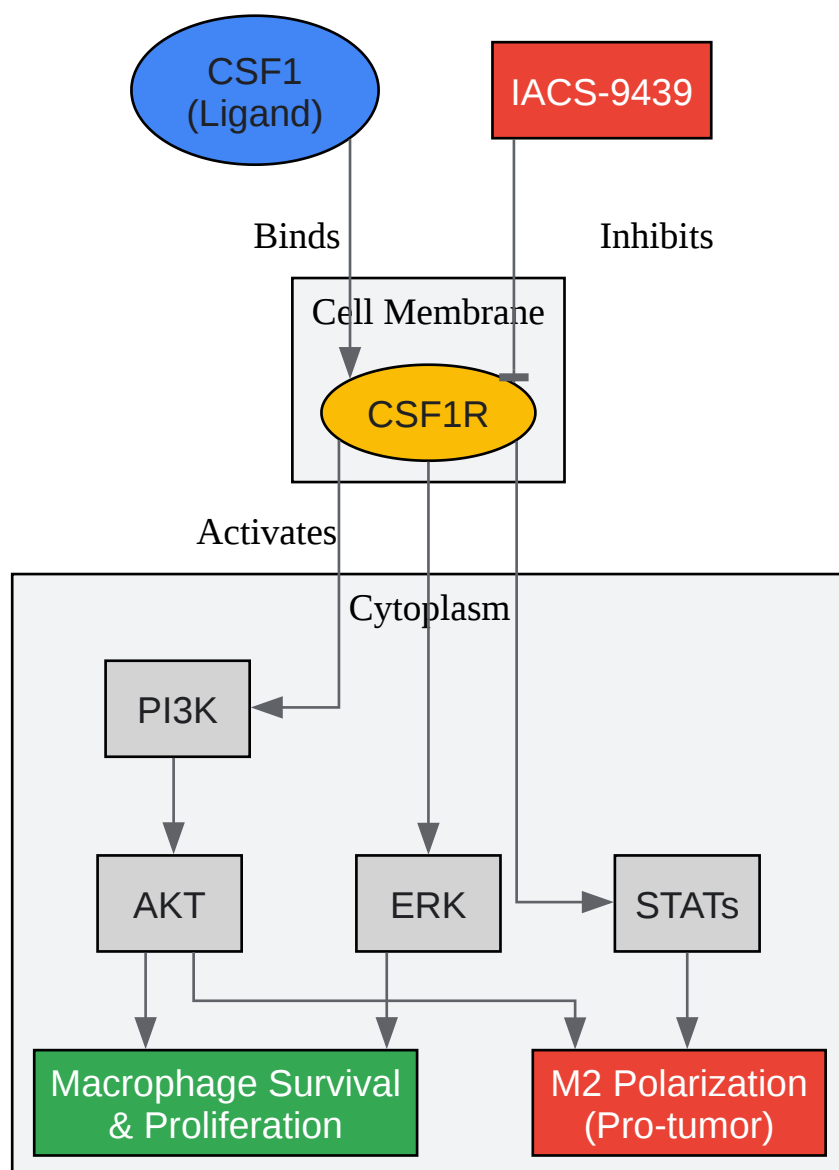 CSF1
(Ligand)
IACS-9439
Binds
Inhibits
Cell Membrane
CSF1R
Activates
Cytoplasm
PI3K
AKT
ERK
STATs
Macrophage Survival
& Proliferation
M2 Polarization
(Pro-tumor)